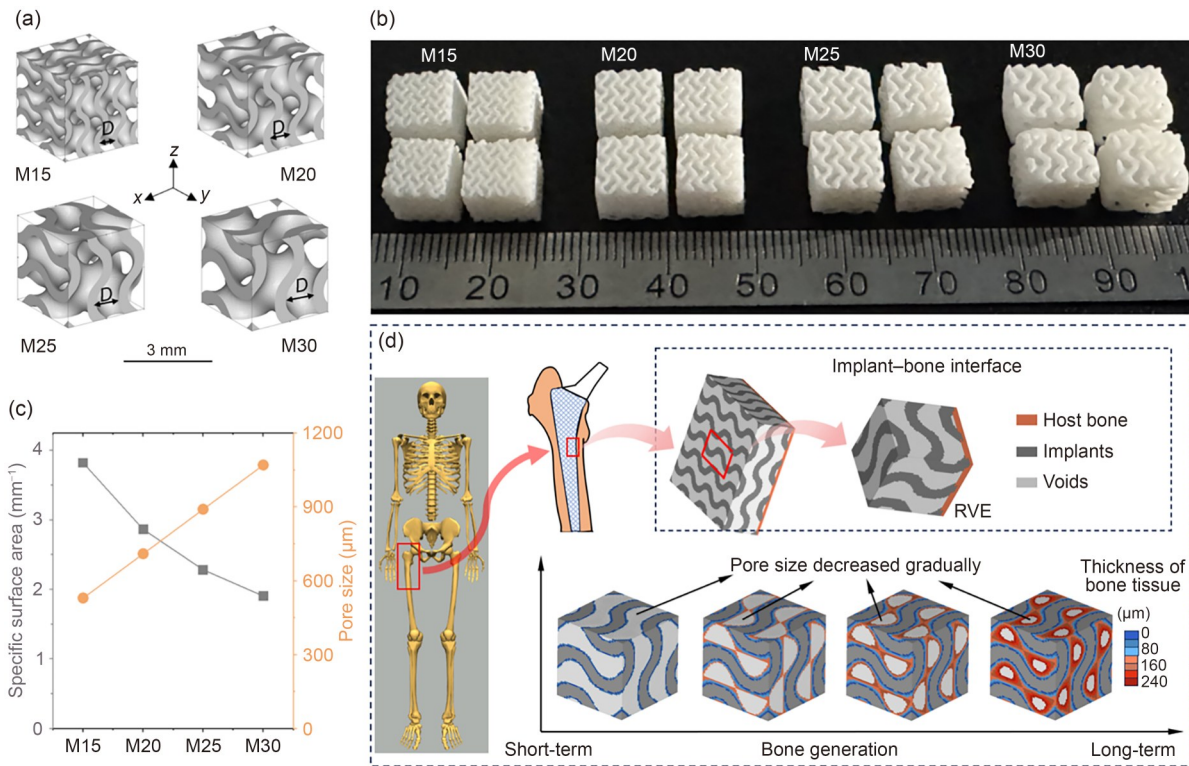 (a)
D
M15
D
M20
z
x
y
D
M25
D
M30
3 mm
(b)
M15
M20
M25
M30
10 20 30 40 50 60 70 80 90 1
(c)
Specific surface area (mm⁻¹)
4
3
2
1
0
Pore size (μm)
1200
900
600
300
0
M15 M20 M25 M30
(d)
Implant–bone interface
Host bone
Implants
Voids
RVE
Pore size decreased gradually
Thickness of
bone tissue
(μm)
0
80
160
240
Short-term
Bone generation
Long-term